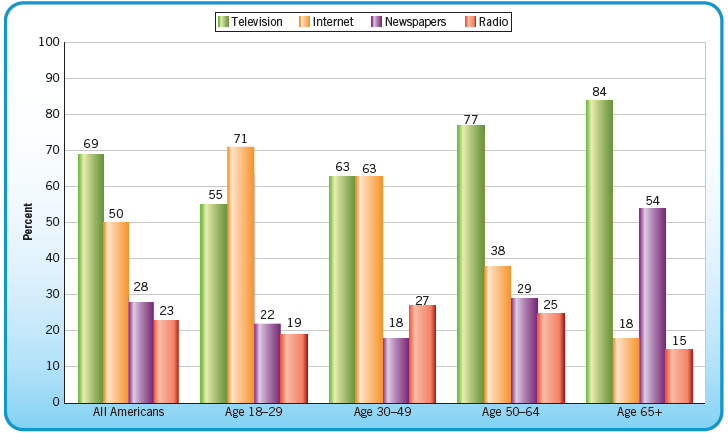 Television Internet Newspapers Radio
Percent
100
90
80
70
60
50
40
30
20
10
0
69 50 28 23
55 71 22 19
63 63 18 27
77 38 29 25
84 18 54 15
All Americans Age 18–29 Age 30–49 Age 50–64 Age 65+